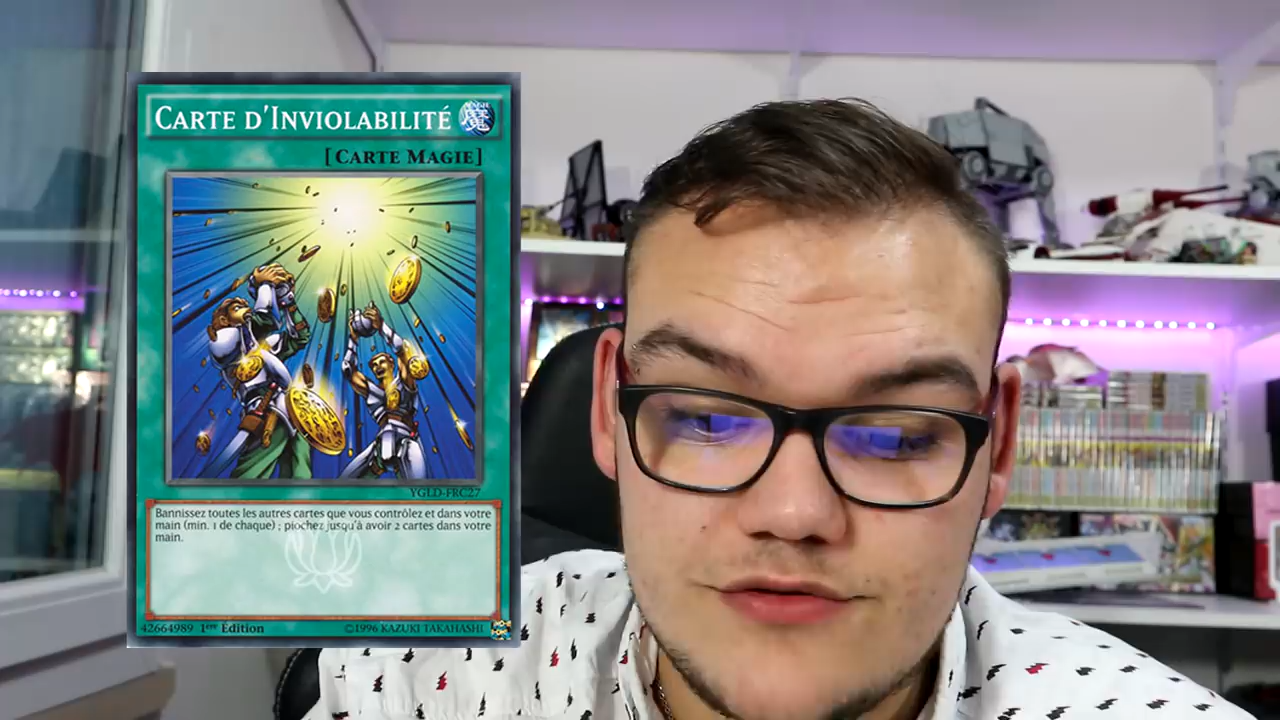 CARTE D'INVIOLABILITÉ
[CARTE MAGIE]
YGLD-FRC27
Bannissez toutes les autres cartes que vous contrôlez et dans votre
main (min. 1 de chaque) ; piochez jusqu'à avoir 2 cartes dans votre
main.
42664989 1ère Édition ©1996 KAZUKI TAKAHASHI